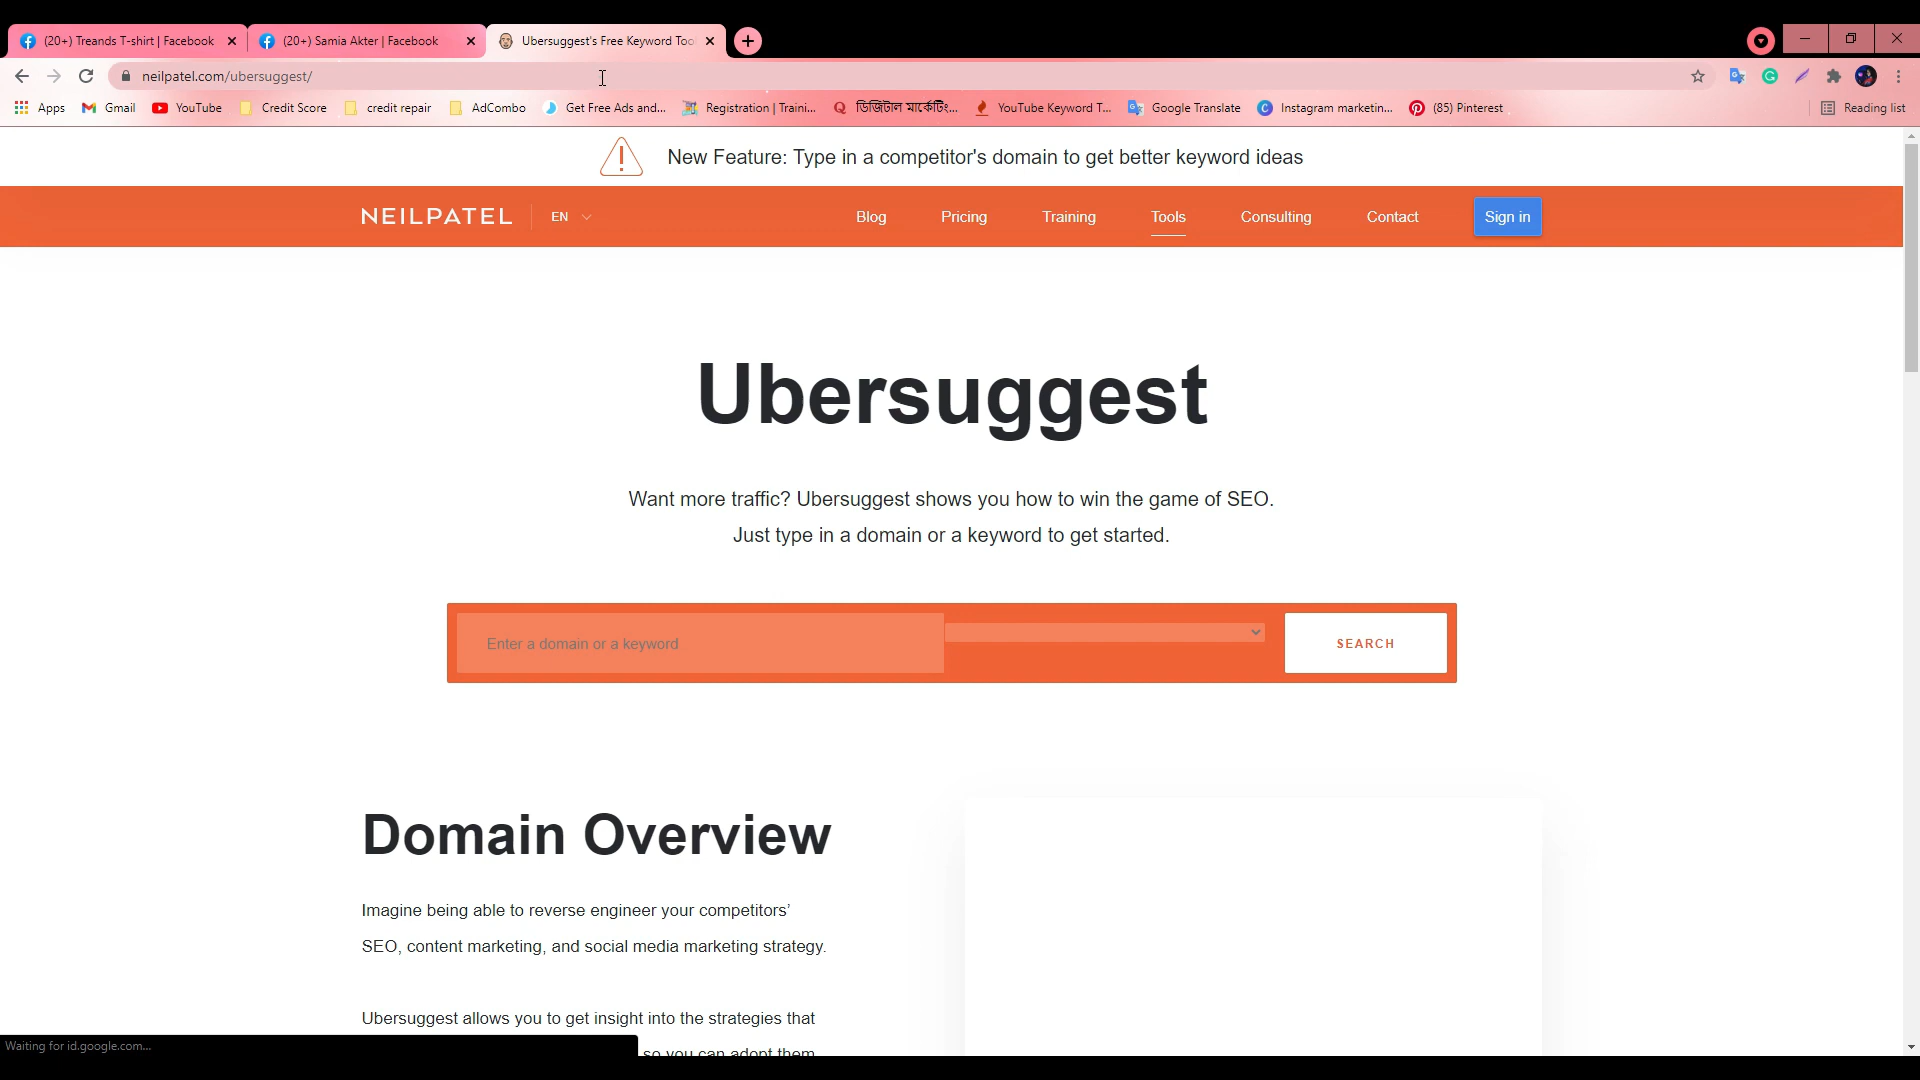 (20+) Treands T-shirt | Facebook
(20+) Samia Akter | Facebook
Ubersuggest's Free Keyword Too
neilpatel.com/ubersuggest/
Apps
Gmail
YouTube
Credit Score
credit repair
AdCombo
Get Free Ads and...
Registration | Traini...
ডিজিটাল মার্কেটিং...
YouTube Keyword T...
Google Translate
Instagram marketin...
(85) Pinterest
Reading list
New Feature: Type in a competitor's domain to get better keyword ideas
NEILPATEL
EN
Blog
Pricing
Training
Tools
Consulting
Contact
Sign in
Ubersuggest
Want more traffic? Ubersuggest shows you how to win the game of SEO.
Just type in a domain or a keyword to get started.
Enter a domain or a keyword
SEARCH
Domain Overview
Imagine being able to reverse engineer your competitors’
SEO, content marketing, and social media marketing strategy.
Ubersuggest allows you to get insight into the strategies that
so you can adopt them
Waiting for id.google.com...